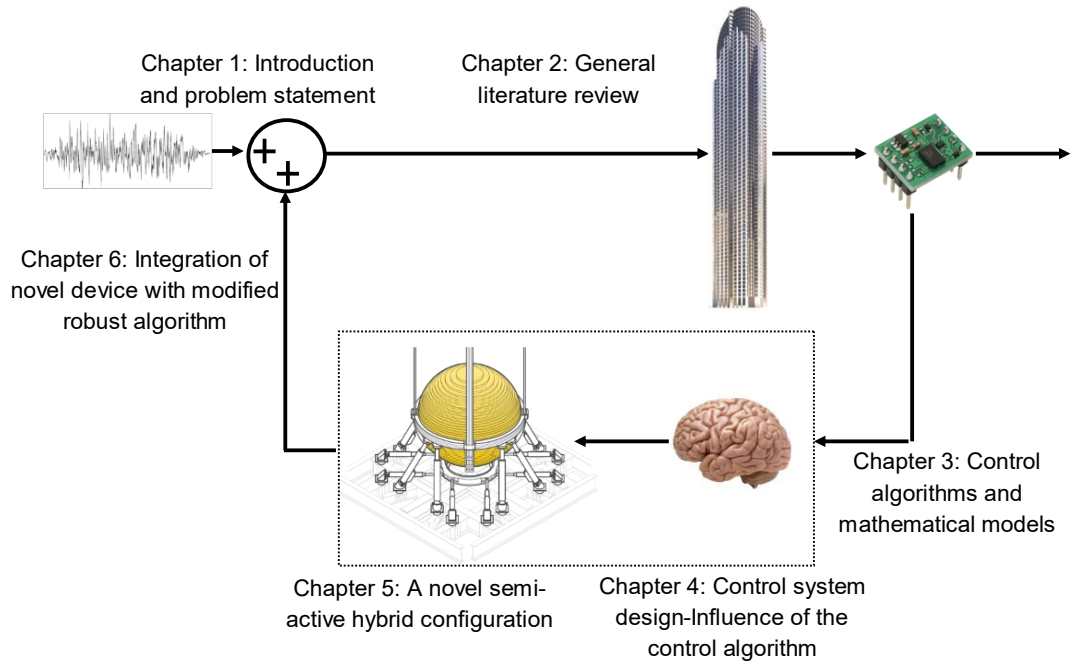 Chapter 1: Introduction
and problem statement
Chapter 2: General
literature review
+
+
Chapter 6: Integration of
novel device with modified
robust algorithm
Chapter 3: Control
algorithms and
mathematical models
Chapter 5: A novel semi-
active hybrid configuration
Chapter 4: Control system
design-Influence of the
control algorithm